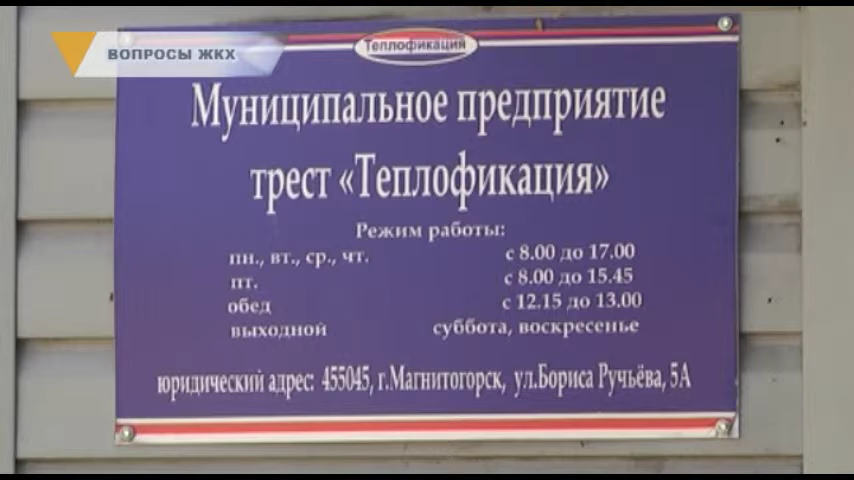 ВОПРОСЫ ЖКХ
Теплофикация
Муниципальное предприятие
трест «Теплофикация»
Режим работы:
пн., вт., ср., чт. с 8.00 до 17.00
пт. с 8.00 до 15.45
обед с 12.15 до 13.00
выходной суббота, воскресенье
юридический адрес: 455045, г.Магнитогорск, ул.Бориса Ручьёва, 5А